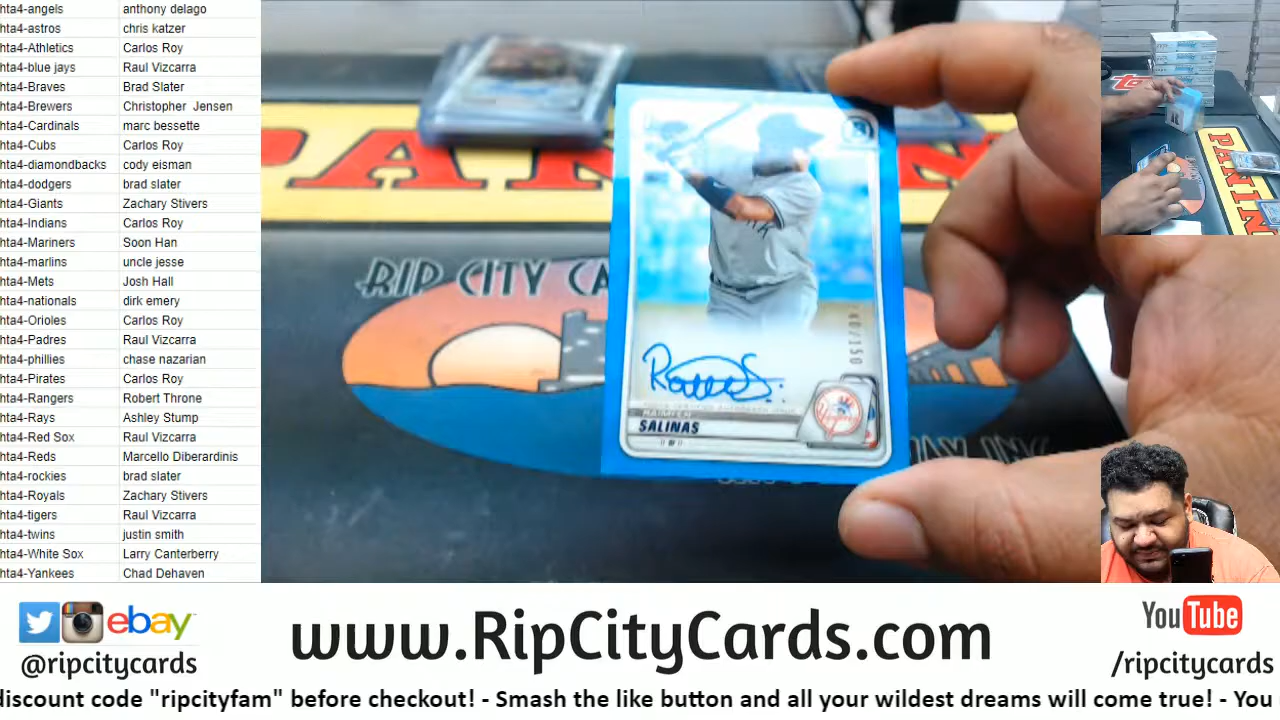 hta4-angels anthony delago
hta4-astros chris katzer
hta4-Athletics Carlos Roy
hta4-blue jays Raul Vizcarra
hta4-Braves Brad Slater
hta4-Brewers Christopher Jensen
hta4-Cardinals marc bessette
hta4-Cubs Carlos Roy
hta4-diamondbacks cody eisman
hta4-dodgers brad slater
hta4-Giants Zachary Stivers
hta4-Indians Carlos Roy
hta4-Mariners Soon Han
hta4-marlins uncle jesse
hta4-Mets Josh Hall
hta4-nationals dirk emery
hta4-Orioles Carlos Roy
hta4-Padres Raul Vizcarra
hta4-phillies chase nazarian
hta4-Pirates Carlos Roy
hta4-Rangers Robert Throne
hta4-Rays Ashley Stump
hta4-Red Sox Raul Vizcarra
hta4-Reds Marcello Diberardinis
hta4-rockies brad slater
hta4-Royals Zachary Stivers
hta4-tigers Raul Vizcarra
hta4-twins justin smith
hta4-White Sox Larry Canterberry
hta4-Yankees Chad Dehaven
PANINI
RIP CITY CA
RAIMFER
SALINAS
PANIN
ebay
@ripcitycards
www.RipCityCards.com
YouTube
/ripcitycards
discount code "ripcityfam" before checkout! - Smash the like button and all your wildest dreams will come true! - You